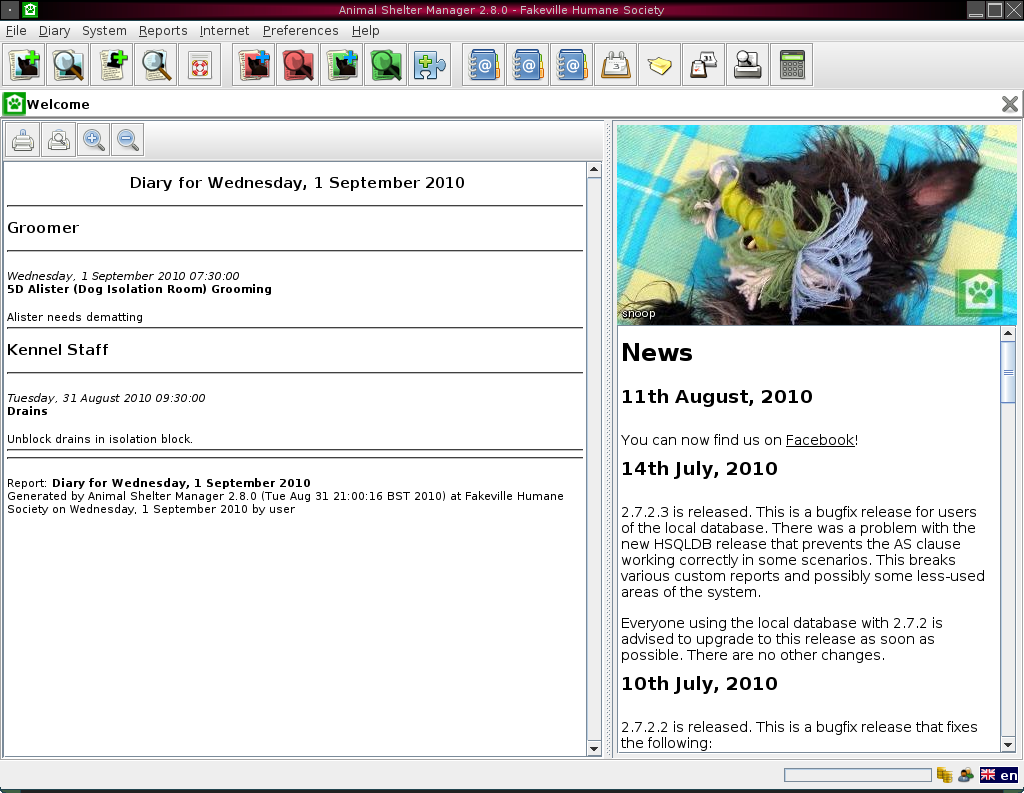 Animal Shelter Manager 2.8.0 - Fakeville Humane Society
File Diary System Reports Internet Preferences Help
Welcome
Diary for Wednesday, 1 September 2010
Groomer
Wednesday, 1 September 2010 07:30:00
5D Alister (Dog Isolation Room) Grooming
Alister needs dematting
Kennel Staff
Tuesday, 31 August 2010 09:30:00
Drains
Unblock drains in isolation block.
Report: Diary for Wednesday, 1 September 2010
Generated by Animal Shelter Manager 2.8.0 (Tue Aug 31 21:00:16 BST 2010) at Fakeville Humane
Society on Wednesday, 1 September 2010 by user
snoop
News
11th August, 2010
You can now find us on Facebook!
14th July, 2010
2.7.2.3 is released. This is a bugfix release for users
of the local database. There was a problem with the
new HSQLDB release that prevents the AS clause
working correctly in some scenarios. This breaks
various custom reports and possibly some less-used
areas of the system.
Everyone using the local database with 2.7.2 is
advised to upgrade to this release as soon as
possible. There are no other changes.
10th July, 2010
2.7.2.2 is released. This is a bugfix release that fixes
the following:
en